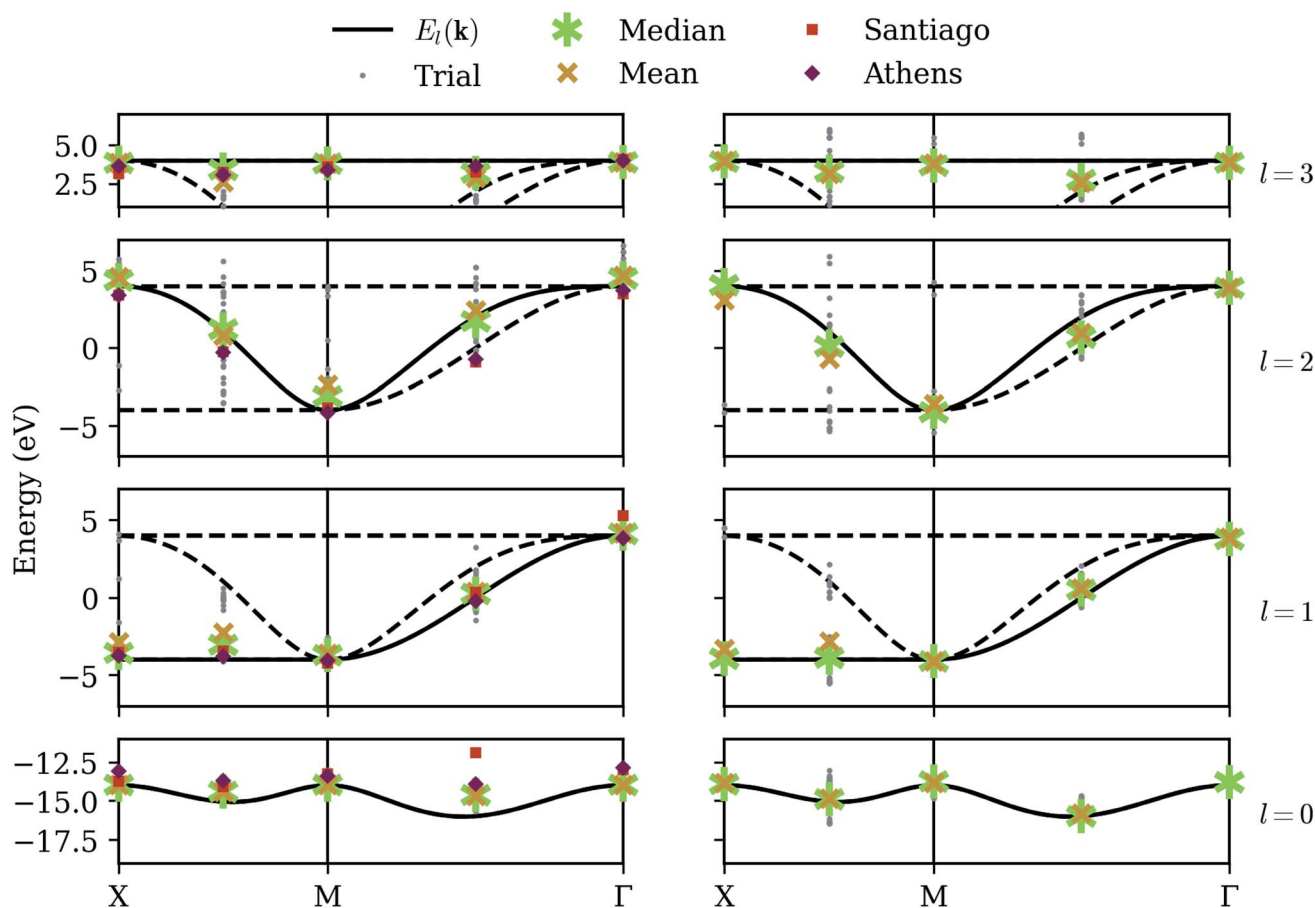 E_l(k) Median Santiago
Trial Mean Athens
5.0
2.5
l = 3
5
0
−5
l = 2
Energy (eV)
5
0
−5
l = 1
−12.5
−15.0
−17.5
l = 0
X M Γ X M Γ